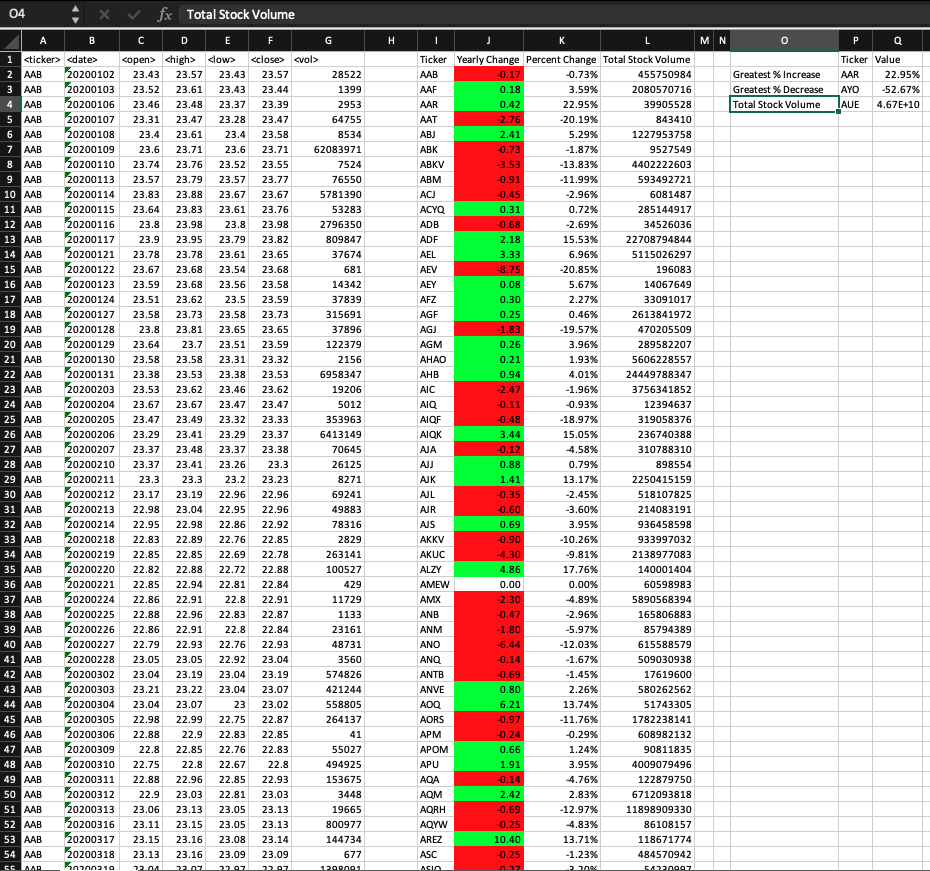 O4 fx Total Stock Volume
A B C D E F G H I J K L M N O P Q
1 <ticker> <date> <open> <high> <low> <close> <vol> Ticker Yearly Change Percent Change Total Stock Volume Ticker Value
2 AAB 20200102 23.43 23.57 23.43 23.57 28522 AAB -0.17 -0.73% 455750984 Greatest % Increase AAR 22.95%
3 AAB 20200103 23.52 23.61 23.43 23.44 1399 AAF 0.18 3.59% 2080570716 Greatest % Decrease AYO -52.67%
4 AAB 20200106 23.46 23.48 23.37 23.39 2953 AAR 0.42 22.95% 39905528 Total Stock Volume AUE 4.67E+10
5 AAB 20200107 23.31 23.47 23.28 23.47 64755 AAT -2.76 -20.19% 843410
6 AAB 20200108 23.4 23.61 23.4 23.58 8534 ABJ 2.41 5.29% 1227953758
7 AAB 20200109 23.6 23.71 23.6 23.71 62083971 ABK -0.73 -1.87% 9527549
8 AAB 20200110 23.74 23.76 23.52 23.55 7524 ABKV -3.53 -13.83% 4402222603
9 AAB 20200113 23.57 23.79 23.57 23.77 76550 ABM -0.91 -11.99% 593492721
10 AAB 20200114 23.83 23.88 23.67 23.67 5781390 ACJ -0.45 -2.96% 6081487
11 AAB 20200115 23.64 23.83 23.61 23.76 53283 ACYQ 0.31 0.72% 285144917
12 AAB 20200116 23.8 23.98 23.8 23.98 2796350 ADB -0.68 -2.69% 34526036
13 AAB 20200117 23.9 23.95 23.79 23.82 809847 ADF 2.18 15.53% 22708794844
14 AAB 20200121 23.78 23.78 23.61 23.65 37674 AEL 3.33 6.96% 5115026297
15 AAB 20200122 23.67 23.68 23.54 23.68 681 AEV -8.75 -20.85% 196083
16 AAB 20200123 23.59 23.68 23.56 23.58 14342 AEY 0.08 5.67% 14067649
17 AAB 20200124 23.51 23.62 23.5 23.59 37839 AFZ 0.30 2.27% 33091017
18 AAB 20200127 23.58 23.73 23.58 23.73 315691 AGF 0.25 0.46% 2613841972
19 AAB 20200128 23.8 23.81 23.65 23.65 37896 AGJ -1.83 -19.57% 470205509
20 AAB 20200129 23.64 23.7 23.51 23.59 122379 AGM 0.26 3.96% 289582207
21 AAB 20200130 23.58 23.58 23.31 23.32 2156 AHAO 0.21 1.93% 5606228557
22 AAB 20200131 23.38 23.53 23.38 23.53 6958347 AHB 0.94 4.01% 24449788347
23 AAB 20200203 23.53 23.62 23.46 23.62 19206 AIC -2.47 -1.96% 3756341852
24 AAB 20200204 23.67 23.67 23.47 23.47 5012 AIQ -0.11 -0.93% 12394637
25 AAB 20200205 23.47 23.49 23.32 23.33 353963 AIQF -0.48 -18.97% 319058376
26 AAB 20200206 23.29 23.41 23.29 23.37 6413149 AIQK 3.44 15.05% 236740388
27 AAB 20200207 23.37 23.48 23.37 23.38 70645 AJA -0.12 -4.58% 310788310
28 AAB 20200210 23.37 23.41 23.26 23.3 26125 AJJ 0.88 0.79% 898554
29 AAB 20200211 23.3 23.3 23.2 23.23 8271 AJK 1.41 13.17% 2250415159
30 AAB 20200212 23.17 23.19 22.96 22.96 69241 AJL -0.35 -2.45% 518107825
31 AAB 20200213 22.98 23.04 22.95 22.96 49883 AJR -0.60 -3.60% 214083191
32 AAB 20200214 22.95 22.98 22.86 22.92 78316 AJS 0.69 3.95% 936458598
33 AAB 20200218 22.83 22.89 22.76 22.85 2829 AKKV -0.90 -10.26% 933997032
34 AAB 20200219 22.85 22.85 22.69 22.78 263141 AKUC -4.30 -9.81% 2138977083
35 AAB 20200220 22.82 22.88 22.72 22.88 100527 ALZY 4.86 17.76% 140001404
36 AAB 20200221 22.85 22.94 22.81 22.84 429 AMEW 0.00 0.00% 60598983
37 AAB 20200224 22.86 22.91 22.8 22.91 11729 AMX -2.30 -4.89% 5890568394
38 AAB 20200225 22.88 22.96 22.83 22.87 1133 ANB -0.47 -2.96% 165806883
39 AAB 20200226 22.86 22.91 22.8 22.84 23161 ANM -1.80 -5.97% 85794389
40 AAB 20200227 22.79 22.93 22.76 22.93 48731 ANO -6.44 -12.03% 615588579
41 AAB 20200228 23.05 23.05 22.92 23.04 3560 ANQ -0.14 -1.67% 509030938
42 AAB 20200302 23.04 23.19 23.04 23.19 574826 ANTB -0.69 -1.45% 17619600
43 AAB 20200303 23.21 23.22 23.04 23.07 421244 ANVE 0.80 2.26% 580262562
44 AAB 20200304 23.04 23.07 23 23.02 558805 AOQ 6.21 13.74% 51743305
45 AAB 20200305 22.98 22.99 22.75 22.87 264137 AORS -0.97 -11.76% 1782238141
46 AAB 20200306 22.88 22.9 22.83 22.85 41 APM -0.24 -0.29% 608982132
47 AAB 20200309 22.8 22.85 22.76 22.83 55027 APOM 0.66 1.24% 90811835
48 AAB 20200310 22.75 22.8 22.67 22.8 494925 APU 1.91 3.95% 4009079496
49 AAB 20200311 22.88 22.96 22.85 22.93 153675 AQA -0.14 -4.76% 122879750
50 AAB 20200312 22.9 23.03 22.81 23.03 3448 AQM 2.42 2.83% 6712093818
51 AAB 20200313 23.06 23.13 23.05 23.13 19665 AQRH -0.69 -12.97% 11898909330
52 AAB 20200316 23.11 23.15 23.05 23.13 800977 AQYW -0.25 -4.83% 86108157
53 AAB 20200317 23.15 23.16 23.08 23.14 144734 AREZ 10.40 13.71% 118671774
54 AAB 20200318 23.13 23.16 23.09 23.09 677 ASC -0.25 -1.23% 484570942